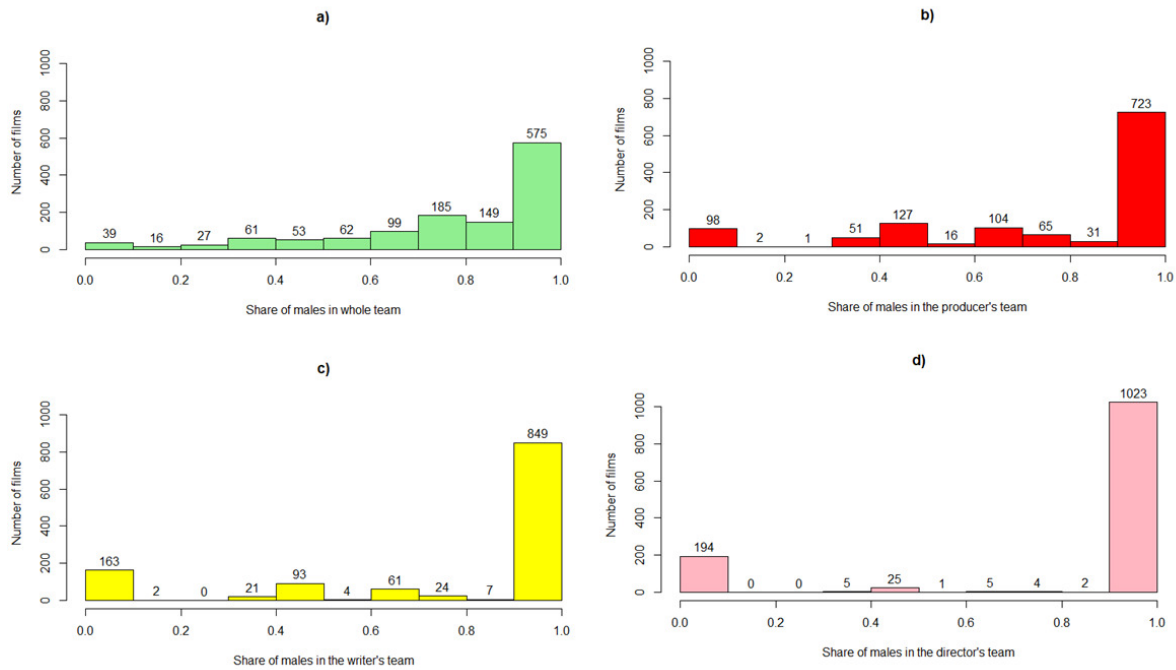 a)
Number of films
1000
800
600
400
200
0
39 16 27 61 53 62 99 185 149 575
0.0 0.2 0.4 0.6 0.8 1.0
Share of males in whole team
b)
Number of films
1000
800
600
400
200
0
98 2 1 51 127 16 104 65 31 723
0.0 0.2 0.4 0.6 0.8 1.0
Share of males in the producer's team
c)
Number of films
1000
800
600
400
200
0
163 2 0 21 93 4 61 24 7 849
0.0 0.2 0.4 0.6 0.8 1.0
Share of males in the writer's team
d)
Number of films
1000
800
600
400
200
0
194 0 0 5 25 1 5 4 2 1023
0.0 0.2 0.4 0.6 0.8 1.0
Share of males in the director's team